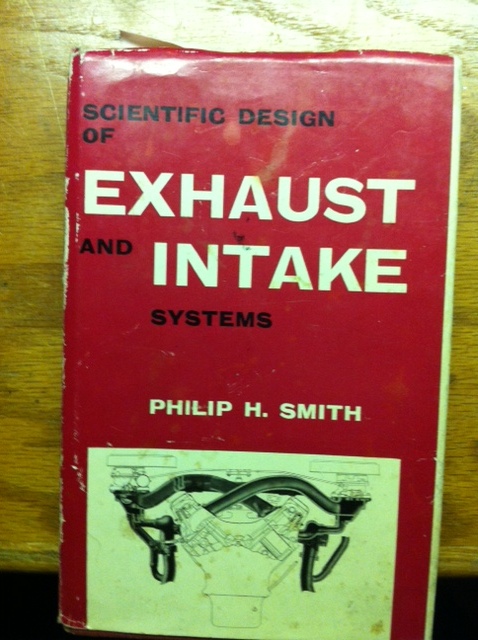 SCIENTIFIC DESIGN
OF
EXHAUST
AND INTAKE
SYSTEMS
PHILIP H. SMITH